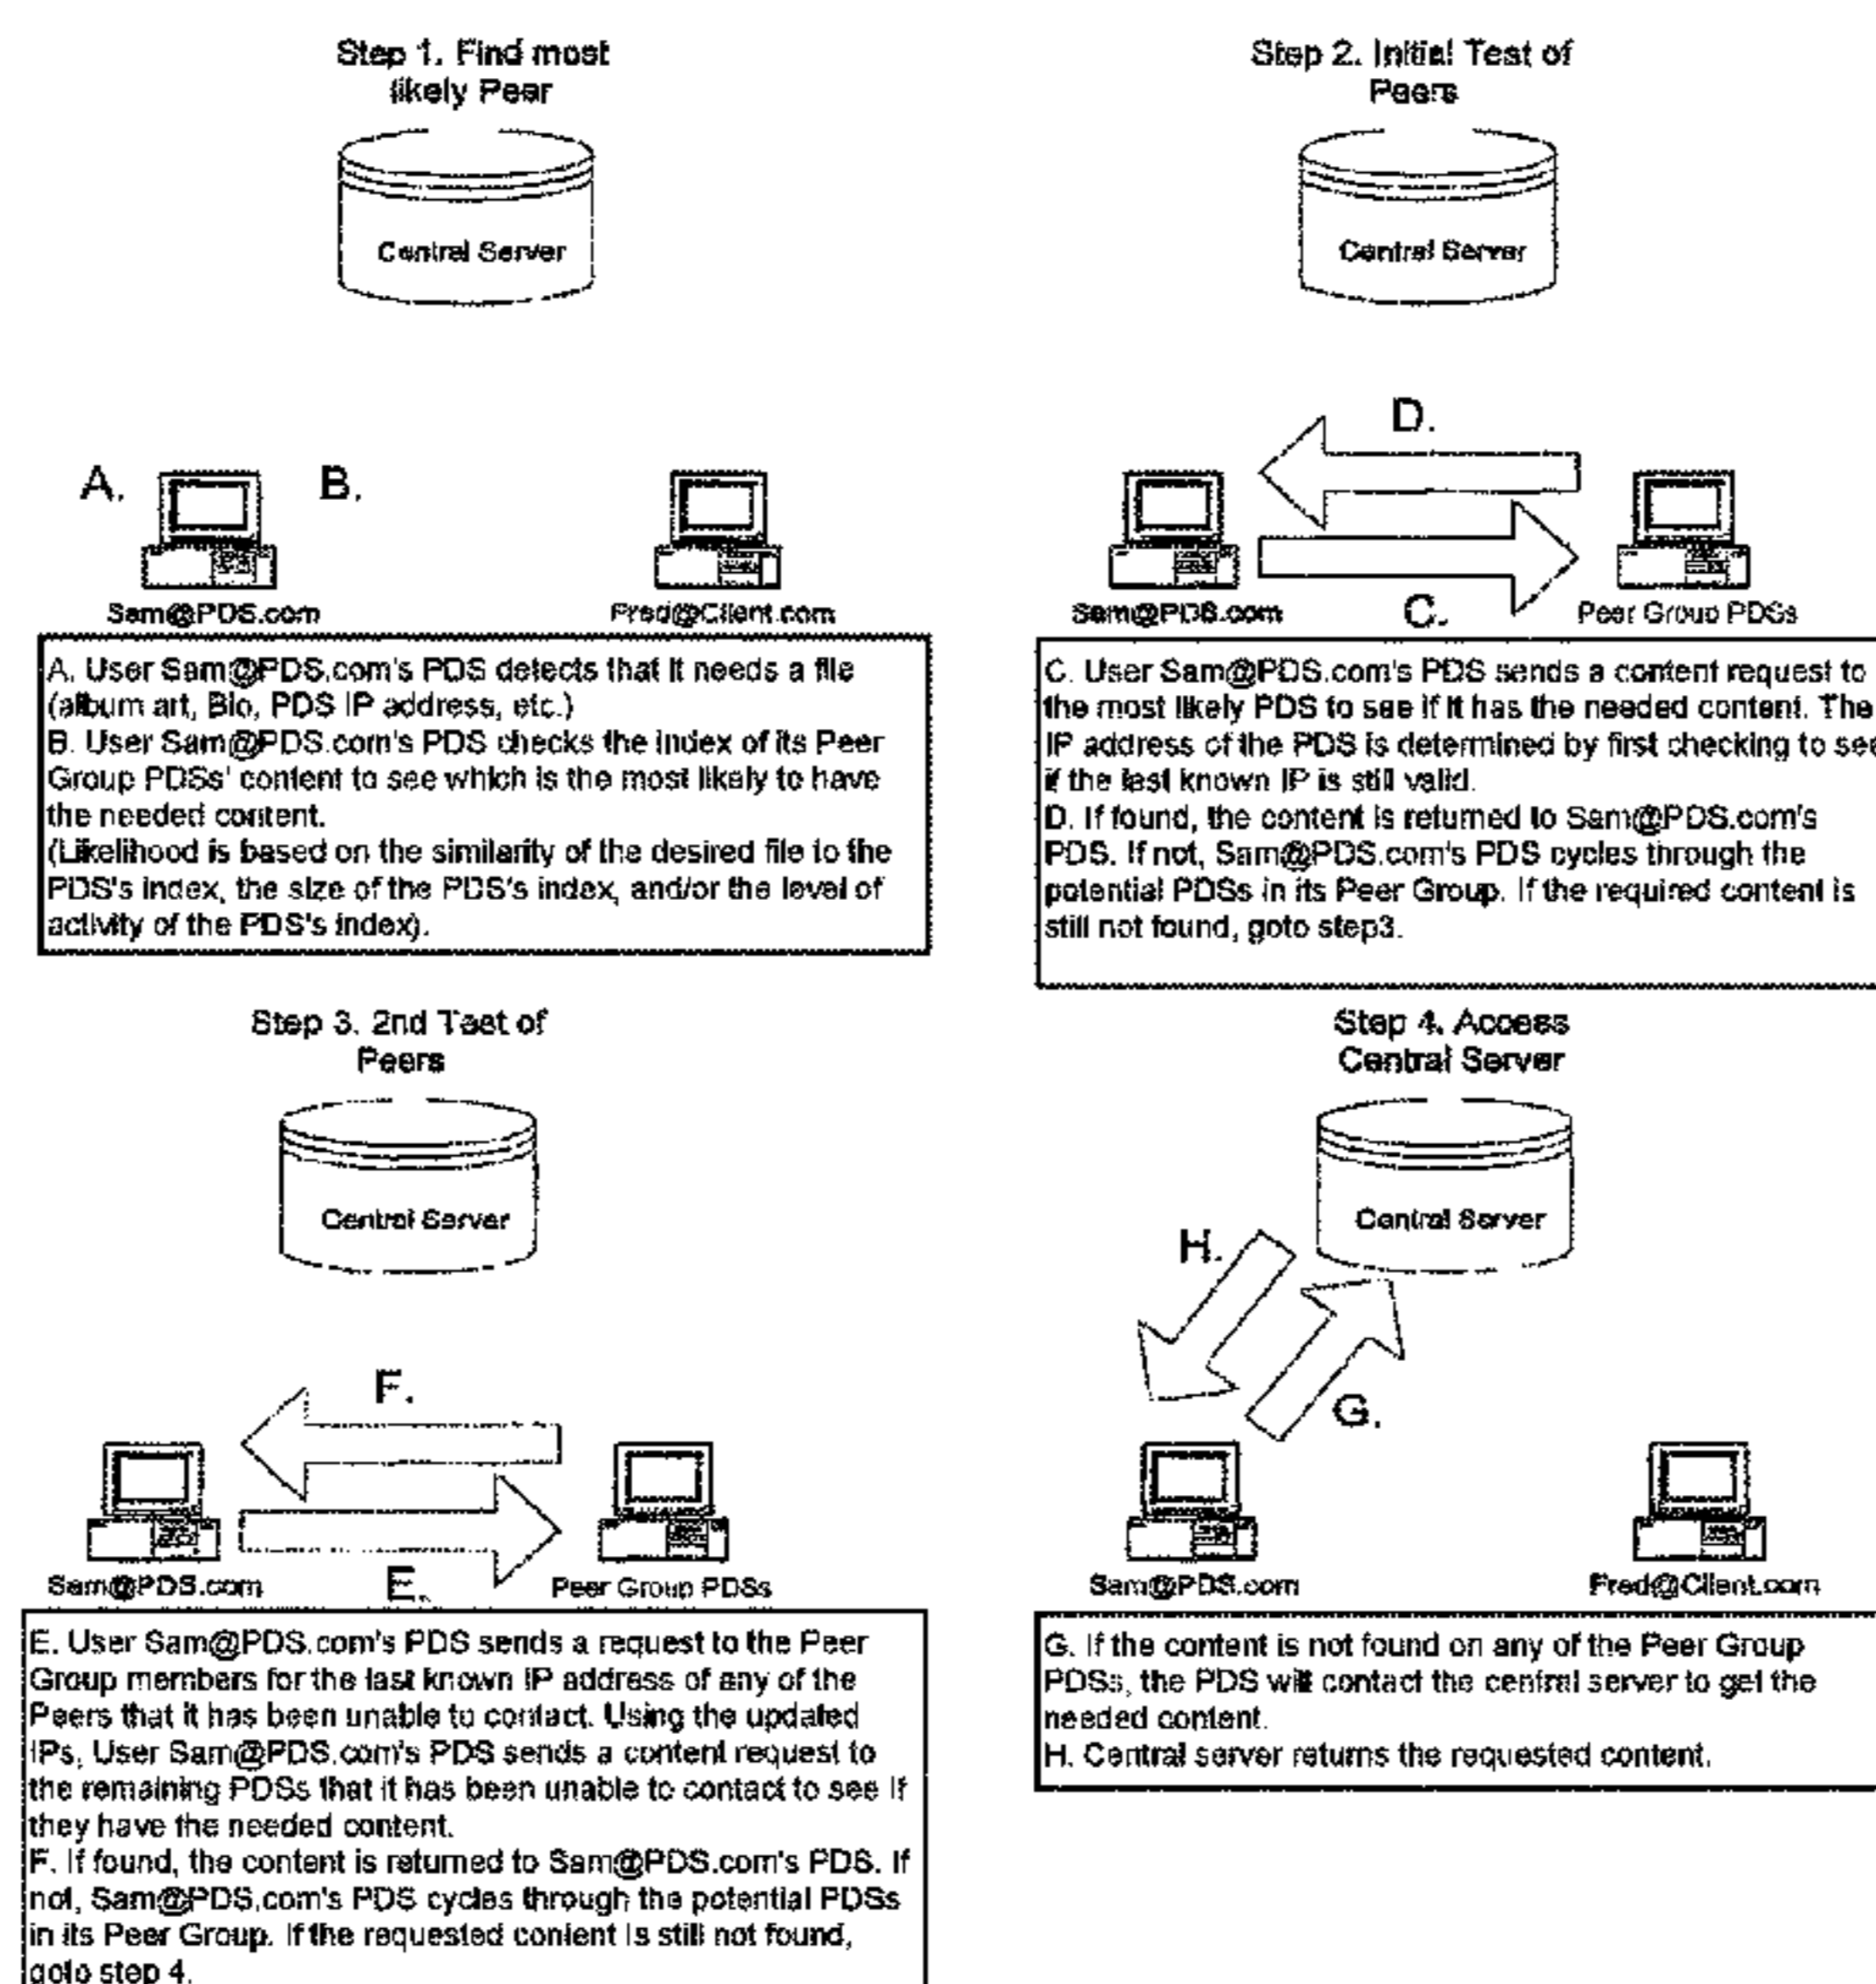 Step 1. Find most
likely Peer
Central Server
A.
B.
Sam@PDS.com
Fred@Client.com
A. User Sam@PDS.com's PDS detects that it needs a file
(album art, Bio, PDS IP address, etc.)
B. User Sam@PDS.com's PDS checks the index of its Peer
Group PDSs' content to see which is the most likely to have
the needed content.
(Likelihood is based on the similarity of the desired file to the
PDS's index, the size of the PDS's index, and/or the level of
activity of the PDS's index).
Step 2. Initial Test of
Peers
Central Server
D.
Sam@PDS.com
C.
Peer Group PDSs
C. User Sam@PDS.com's PDS sends a content request to
the most likely PDS to see if it has the needed content. The
IP address of the PDS is determined by first checking to see
if the last known IP is still valid.
D. If found, the content is returned to Sam@PDS.com's
PDS. If not, Sam@PDS.com's PDS cycles through the
potential PDSs in its Peer Group. If the required content is
still not found, goto step3.
Step 3. 2nd Test of
Peers
Central Server
F.
Sam@PDS.com
E.
Peer Group PDSs
E. User Sam@PDS.com's PDS sends a request to the Peer
Group members for the last known IP address of any of the
Peers that it has been unable to contact. Using the updated
IPs, User Sam@PDS.com's PDS sends a content request to
the remaining PDSs that it has been unable to contact to see if
they have the needed content.
F. If found, the content is returned to Sam@PDS.com's PDS. If
not, Sam@PDS.com's PDS cycles through the potential PDSs
in its Peer Group. If the requested content is still not found,
goto step 4.
Step 4. Access
Central Server
Central Server
H.
G.
Sam@PDS.com
Fred@Client.com
G. If the content is not found on any of the Peer Group
PDSs, the PDS will contact the central server to get the
needed content.
H. Central server returns the requested content.